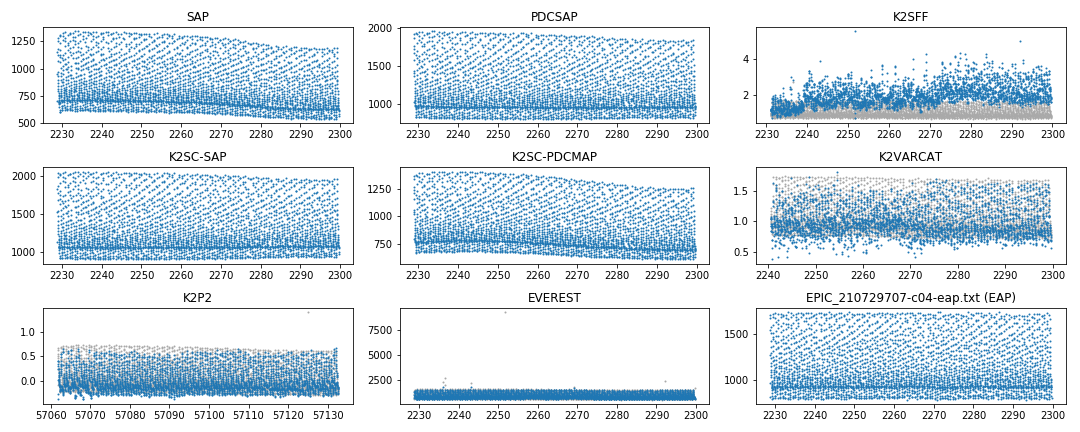 SAP
1250
1000
750
500
2230 2240 2250 2260 2270 2280 2290 2300
PDCSAP
2000
1500
1000
2230 2240 2250 2260 2270 2280 2290 2300
K2SFF
4
2
2230 2240 2250 2260 2270 2280 2290 2300
K2SC-SAP
2000
1500
1000
2230 2240 2250 2260 2270 2280 2290 2300
K2SC-PDCMAP
1250
1000
750
2230 2240 2250 2260 2270 2280 2290 2300
K2VARCAT
1.5
1.0
0.5
2240 2250 2260 2270 2280 2290 2300
K2P2
1.0
0.5
0.0
57060 57070 57080 57090 57100 57110 57120 57130
EVEREST
7500
5000
2500
2230 2240 2250 2260 2270 2280 2290 2300
EPIC_210729707-c04-eap.txt (EAP)
1500
1000
2230 2240 2250 2260 2270 2280 2290 2300